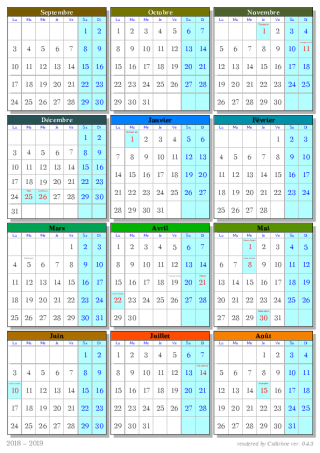 Septembre
Lu Ma Me Je Ve Sa Di
1 2
3 4 5 6 7 8 9
10 11 12 13 14 15 16
17 18 19 20 21 22 23
24 25 26 27 28 29 30
Octobre
Lu Ma Me Je Ve Sa Di
1 2 3 4 5 6 7
8 9 10 11 12 13 14
15 16 17 18 19 20 21
22 23 24 25 26 27 28
29 30 31
Novembre
Lu Ma Me Je Ve Sa Di
1 2 3 4
5 6 7 8 9 10 11
12 13 14 15 16 17 18
19 20 21 22 23 24 25
26 27 28 29 30
Décembre
Lu Ma Me Je Ve Sa Di
1 2
3 4 5 6 7 8 9
10 11 12 13 14 15 16
17 18 19 20 21 22 23
24 25 26 27 28 29 30
31
Janvier
Lu Ma Me Je Ve Sa Di
1 2 3 4 5 6
7 8 9 10 11 12 13
14 15 16 17 18 19 20
21 22 23 24 25 26 27
28 29 30 31
Février
Lu Ma Me Je Ve Sa Di
1 2 3
4 5 6 7 8 9 10
11 12 13 14 15 16 17
18 19 20 21 22 23 24
25 26 27 28
Mars
Lu Ma Me Je Ve Sa Di
1 2 3
4 5 6 7 8 9 10
11 12 13 14 15 16 17
18 19 20 21 22 23 24
25 26 27 28 29 30 31
Avril
Lu Ma Me Je Ve Sa Di
1 2 3 4 5 6 7
8 9 10 11 12 13 14
15 16 17 18 19 20 21
22 23 24 25 26 27 28
29 30
Mai
Lu Ma Me Je Ve Sa Di
1 2 3 4 5
6 7 8 9 10 11 12
13 14 15 16 17 18 19
20 21 22 23 24 25 26
27 28 29 30 31
Juin
Lu Ma Me Je Ve Sa Di
1 2
3 4 5 6 7 8 9
10 11 12 13 14 15 16
17 18 19 20 21 22 23
24 25 26 27 28 29 30
Juillet
Lu Ma Me Je Ve Sa Di
1 2 3 4 5 6 7
8 9 10 11 12 13 14
15 16 17 18 19 20 21
22 23 24 25 26 27 28
29 30 31
Août
Lu Ma Me Je Ve Sa Di
1 2 3 4
5 6 7 8 9 10 11
12 13 14 15 16 17 18
19 20 21 22 23 24 25
26 27 28 29 30 31
2018 – 2019
rendered by Calirhoe ver. 0.4.3